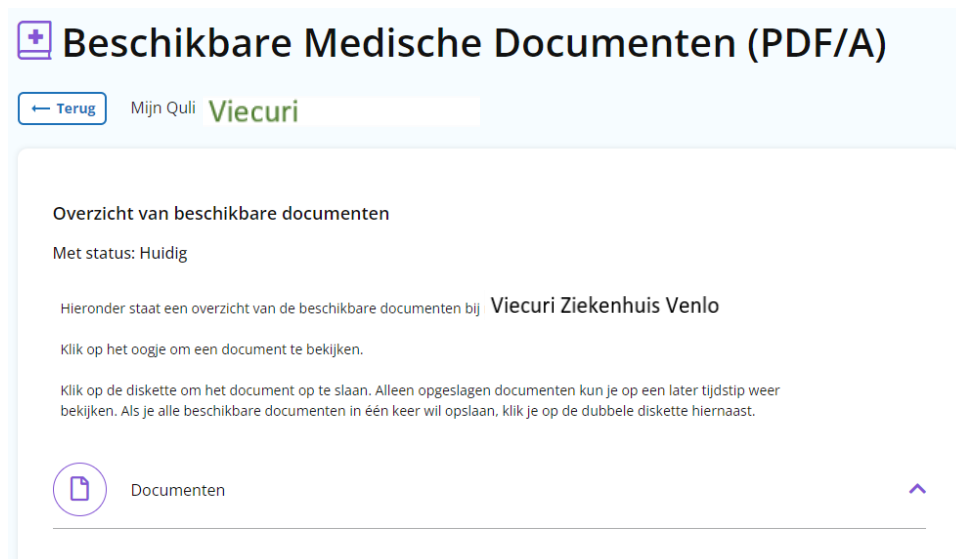 Beschikbare Medische Documenten (PDF/A)
← Terug Mijn Quli Viecuri
Overzicht van beschikbare documenten
Met status: Huidig
Hieronder staat een overzicht van de beschikbare documenten bij Viecuri Ziekenhuis Venlo
Klik op het oogje om een document te bekijken.
Klik op de diskette om het document op te slaan. Alleen opgeslagen documenten kun je op een later tijdstip weer
bekijken. Als je alle beschikbare documenten in één keer wil opslaan, klik je op de dubbele diskette hiernaast.
Documenten